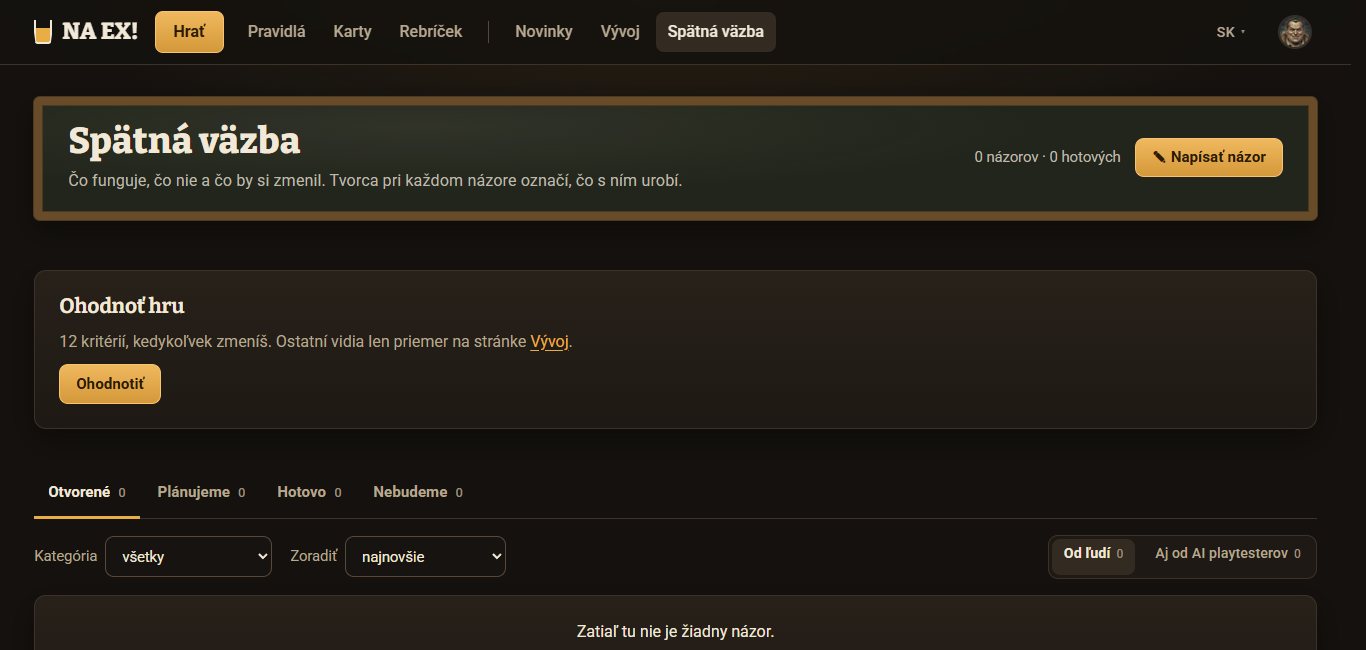 NA EX! Hrať Pravidlá Karty Rebríček Novinky Vývoj Spätná väzba SK
Spätná väzba
Čo funguje, čo nie a čo by si zmenil. Tvorca pri každom názore označí, čo s ním urobí.
0 názorov · 0 hotových Napísať názor
Ohodnoť hru
12 kritérií, kedykoľvek zmeníš. Ostatní vidia len priemer na stránke Vývoj.
Ohodnotiť
Otvorené 0 Plánujeme 0 Hotovo 0 Nebudeme 0
Kategória všetky Zoradiť najnovšie Od ľudí 0 Aj od AI playtesterov 0
Zatiaľ tu nie je žiadny názor.